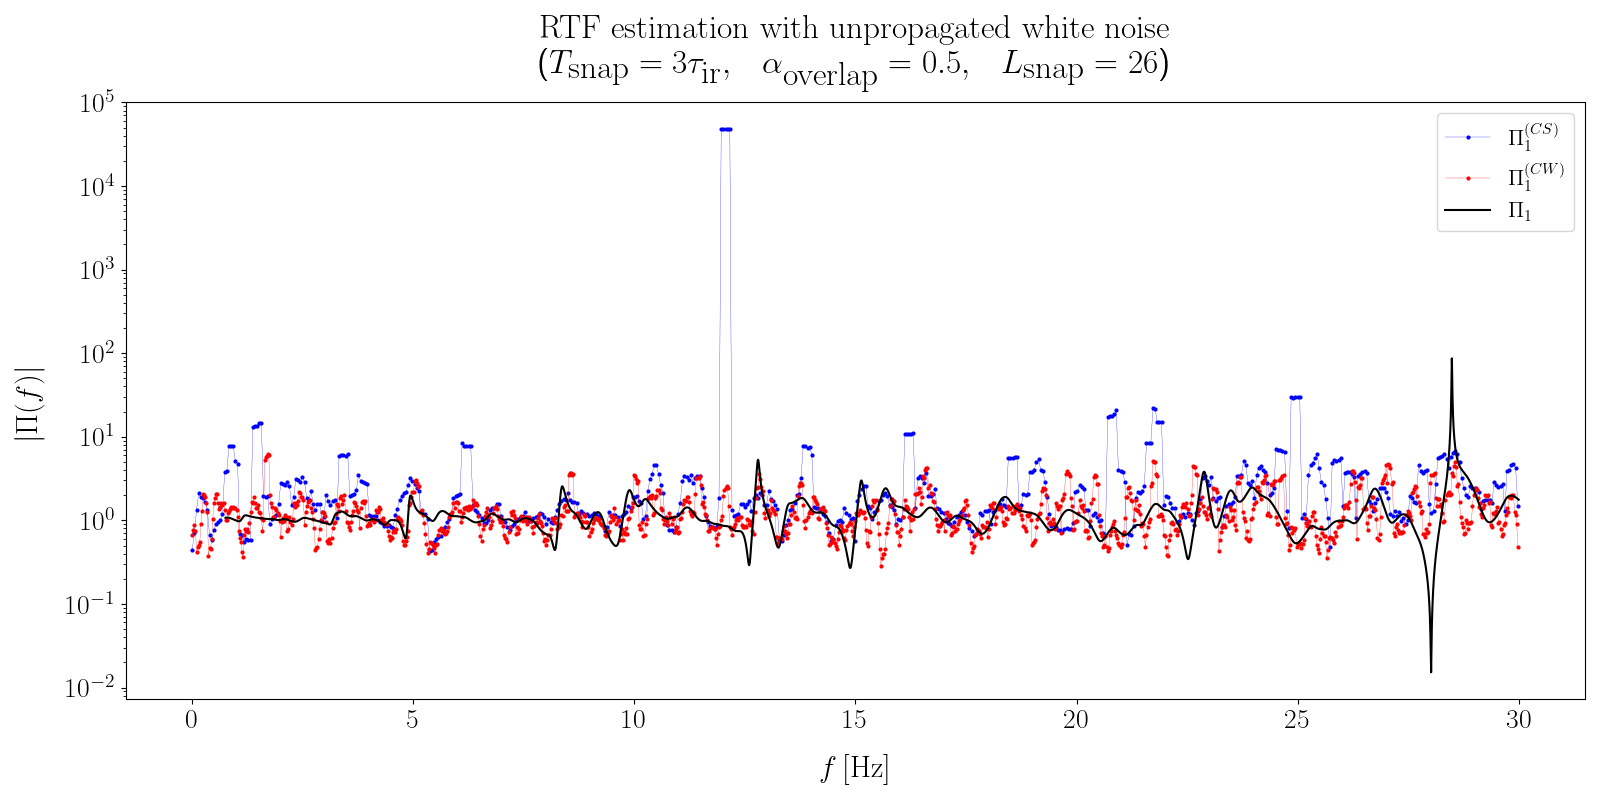 RTF estimation with unpropagated white noise
(T_snap = 3τ_ir, α_overlap = 0.5, L_snap = 26)
10^5
10^4
10^3
10^2
10^1
10^0
10^−1
10^−2
|Π(f)|
Π_1^(CS)
Π_1^(CW)
Π_1
0 5 10 15 20 25 30
f [Hz]